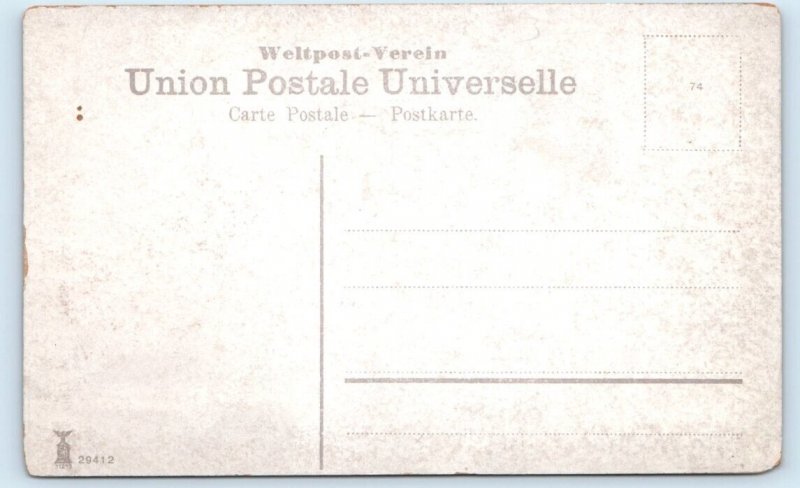 Weltpost-Verein
Union Postale Universelle
Carte Postale — Postkarte.
74
29412